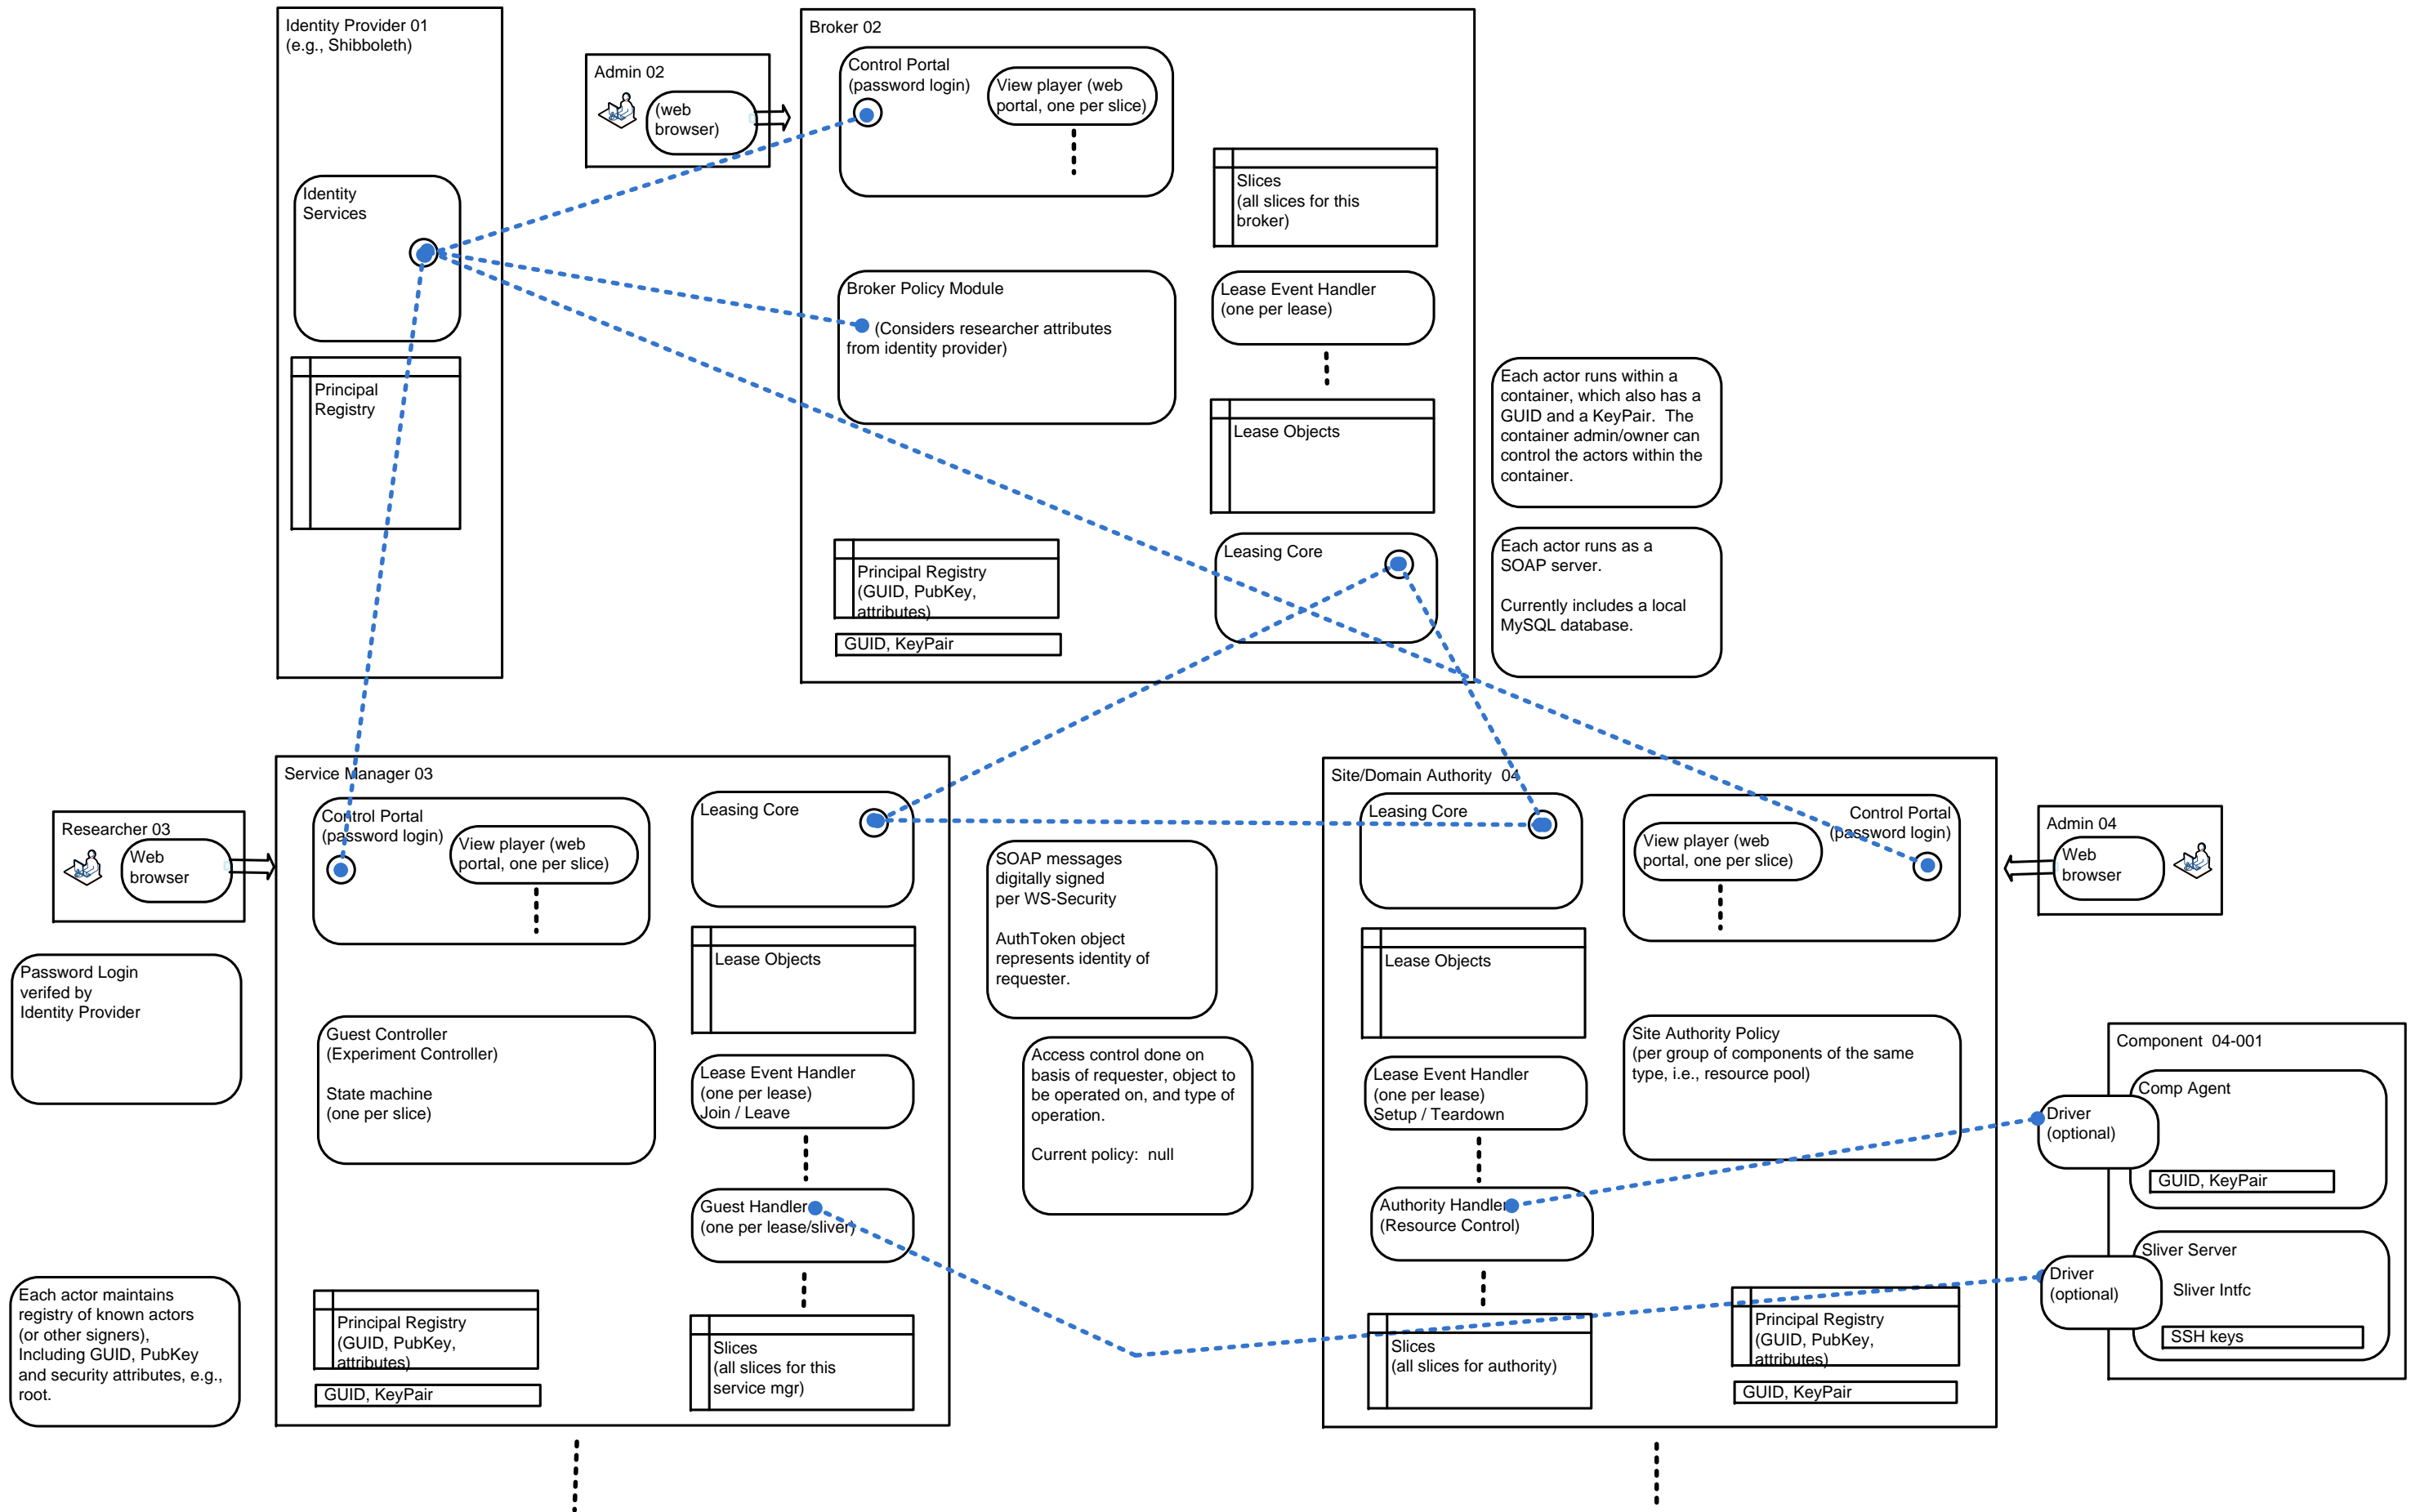 Identity Provider 01
(e.g., Shibboleth)
Identity
Services
Principal
Registry
Admin 02
(web
browser)
Broker 02
Control Portal
(password login)
View player (web
portal, one per slice)
Slices
(all slices for this
broker)
Broker Policy Module
(Considers researcher attributes
from identity provider)
Lease Event Handler
(one per lease)
Lease Objects
Principal Registry
(GUID, PubKey,
attributes)
GUID, KeyPair
Leasing Core
Each actor runs within a
container, which also has a
GUID and a KeyPair. The
container admin/owner can
control the actors within the
container.
Each actor runs as a
SOAP server.
Currently includes a local
MySQL database.
Researcher 03
Web
browser
Password Login
verifed by
Identity Provider
Each actor maintains
registry of known actors
(or other signers),
Including GUID, PubKey
and security attributes, e.g.,
root.
Service Manager 03
Control Portal
(password login)
View player (web
portal, one per slice)
Leasing Core
Lease Objects
Guest Controller
(Experiment Controller)
State machine
(one per slice)
Lease Event Handler
(one per lease)
Join / Leave
Guest Handler
(one per lease/sliver)
Principal Registry
(GUID, PubKey,
attributes)
GUID, KeyPair
Slices
(all slices for this
service mgr)
SOAP messages
digitally signed
per WS-Security
AuthToken object
represents identity of
requester.
Access control done on
basis of requester, object to
be operated on, and type of
operation.
Current policy: null
Site/Domain Authority 04
Leasing Core
Control Portal
(password login)
View player (web
portal, one per slice)
Lease Objects
Site Authority Policy
(per group of components of the same
type, i.e., resource pool)
Lease Event Handler
(one per lease)
Setup / Teardown
Authority Handler
(Resource Control)
Slices
(all slices for authority)
Principal Registry
(GUID, PubKey,
attributes)
GUID, KeyPair
Admin 04
Web
browser
Component 04-001
Comp Agent
Driver
(optional)
GUID, KeyPair
Sliver Server
Driver
(optional)
Sliver Intfc
SSH keys